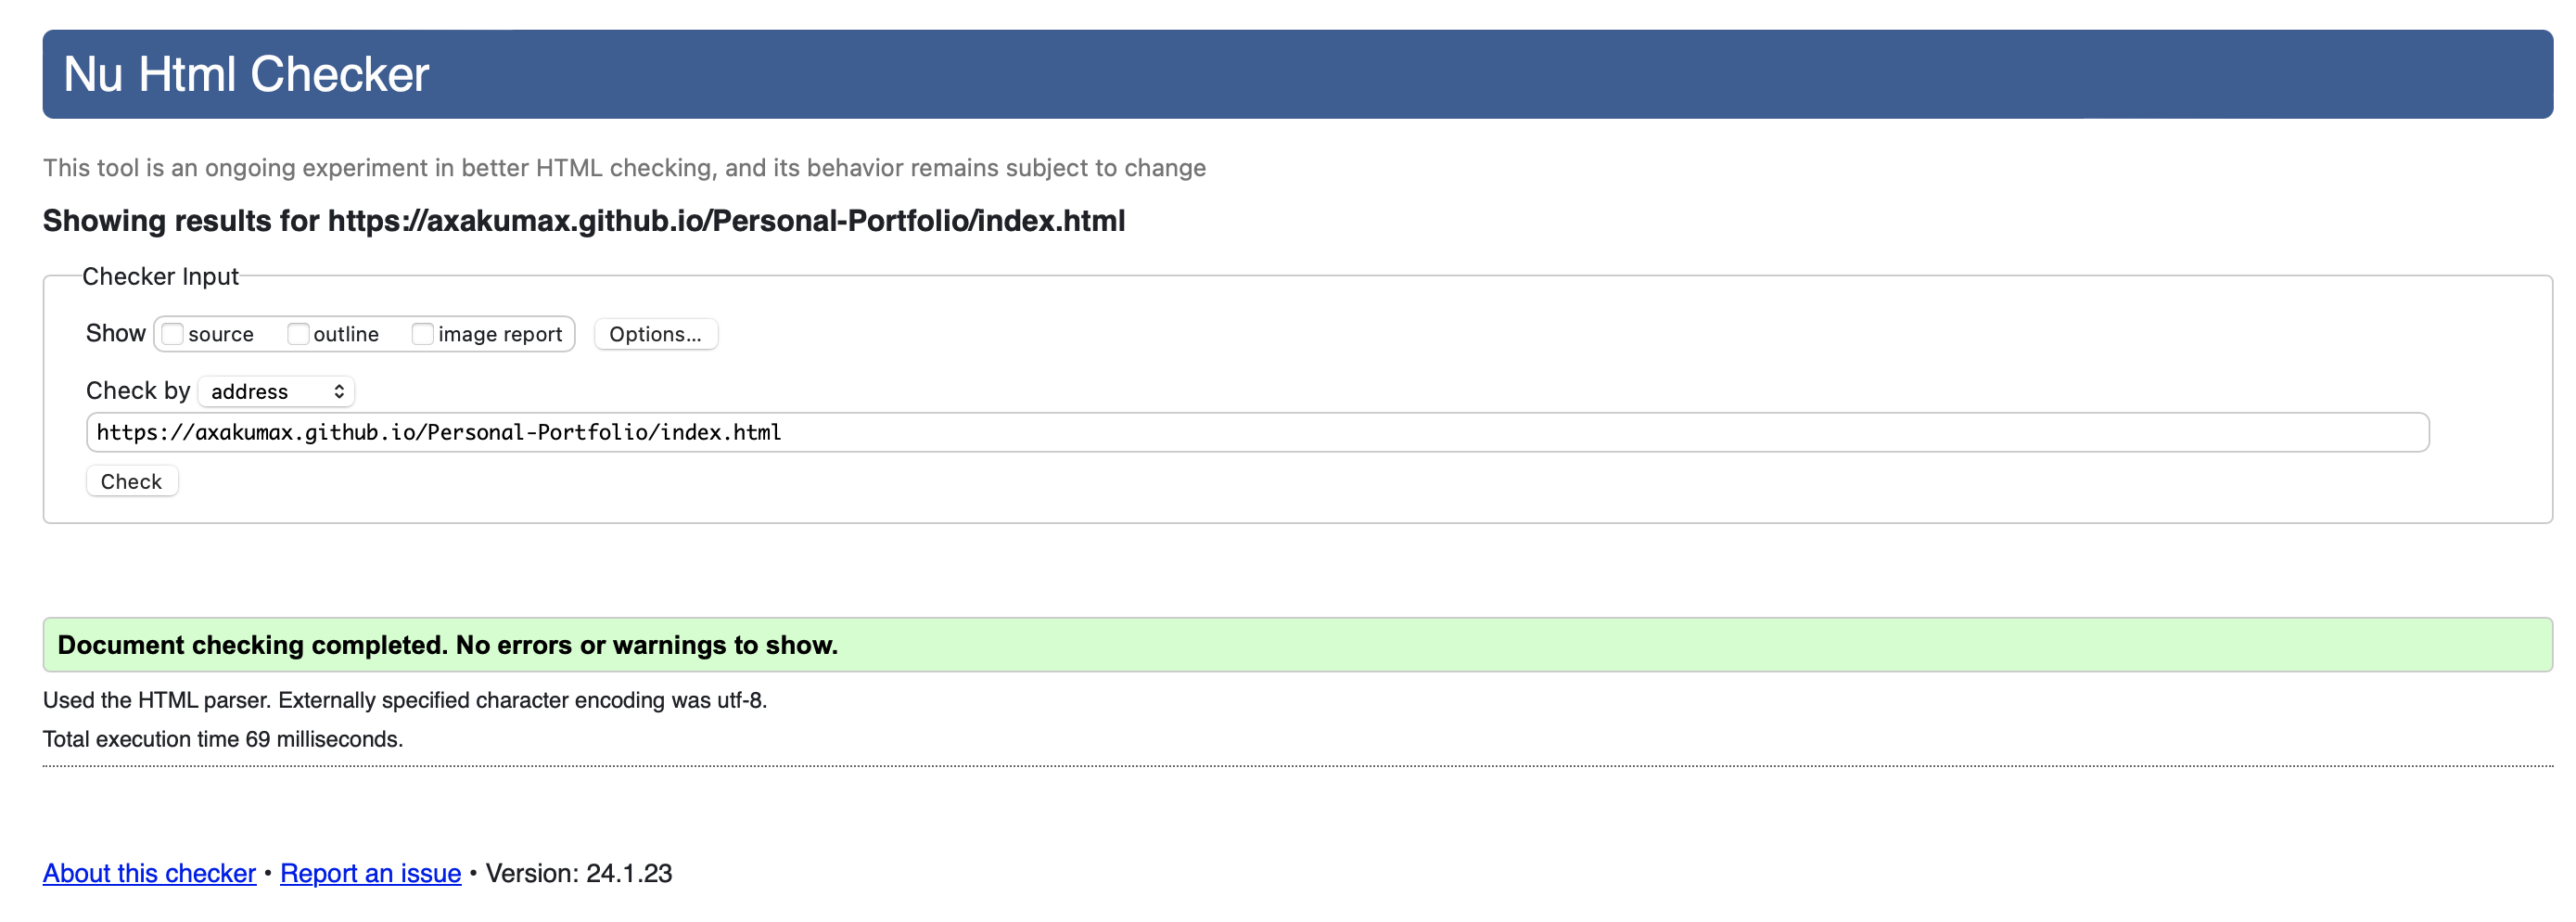 Nu Html Checker
This tool is an ongoing experiment in better HTML checking, and its behavior remains subject to change
Showing results for https://axakumax.github.io/Personal-Portfolio/index.html
Checker Input
Show source outline image report Options...
Check by address
https://axakumax.github.io/Personal-Portfolio/index.html
Check
Document checking completed. No errors or warnings to show.
Used the HTML parser. Externally specified character encoding was utf-8.
Total execution time 69 milliseconds.
About this checker • Report an issue • Version: 24.1.23